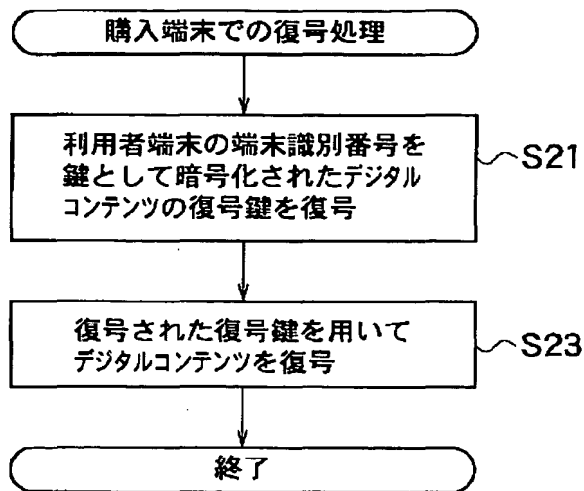 購入端末での復号処理
利用者端末の端末識別番号を
鍵として暗号化されたデジタル
コンテンツの復号鍵を復号
S21
復号された復号鍵を用いて
デジタルコンテンツを復号
S23
終了